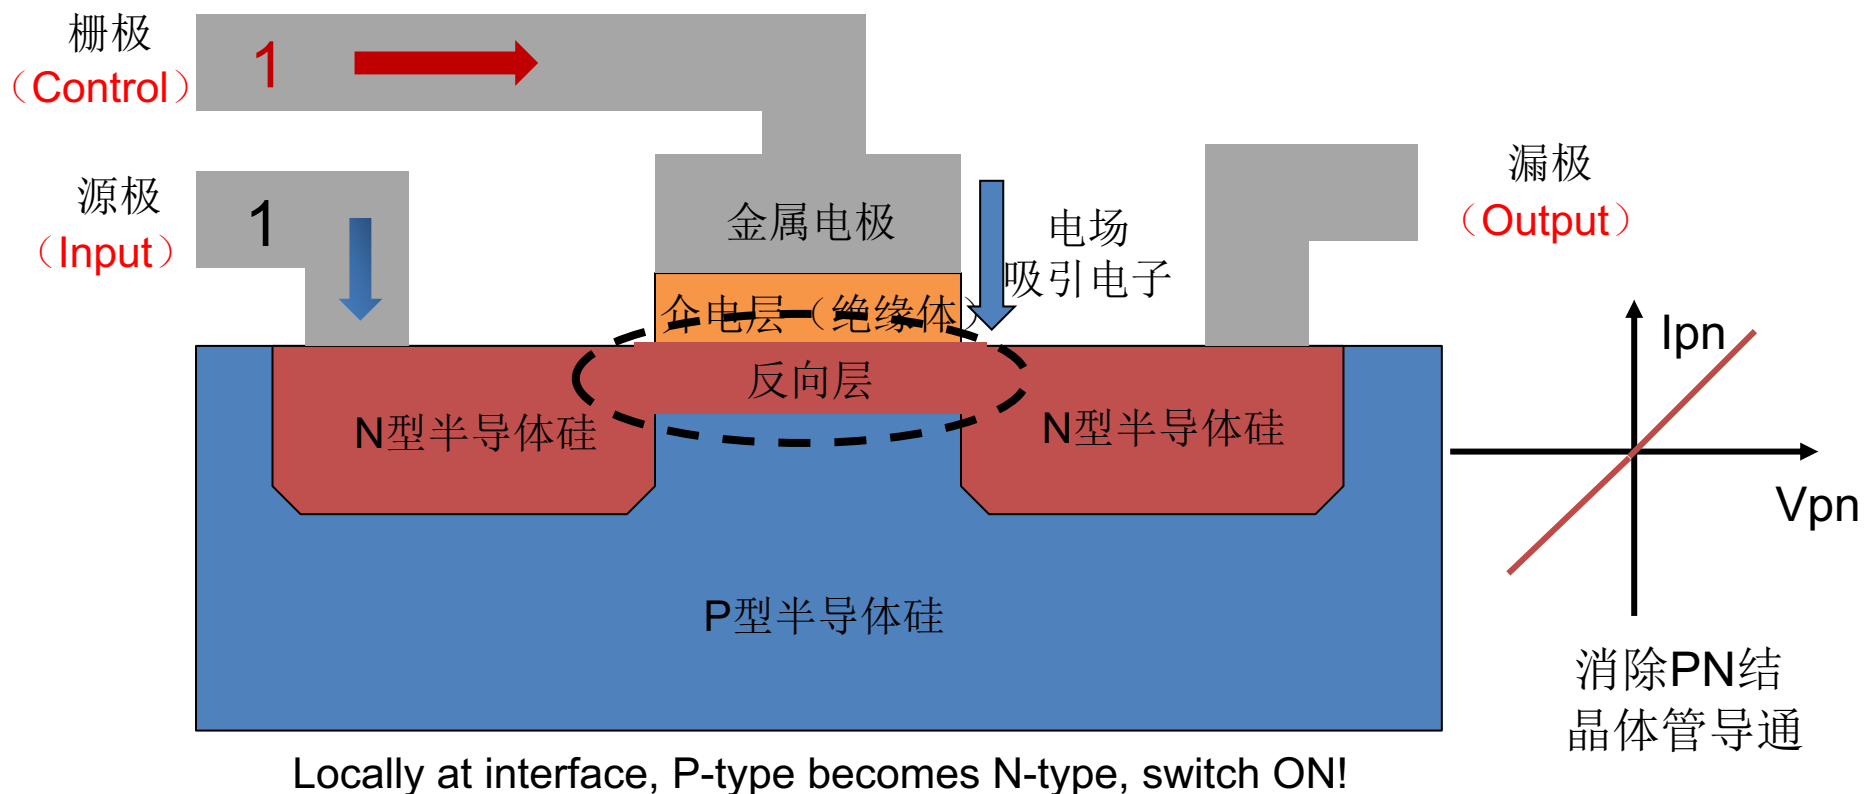 栅极
（Control）
1
源极
（Input）
1
金属电极
电场
吸引电子
漏极
（Output）
介电层（绝缘体）
反向层
N型半导体硅
N型半导体硅
P型半导体硅
Ipn
Vpn
消除PN结
晶体管导通
Locally at interface, P-type becomes N-type, switch ON!